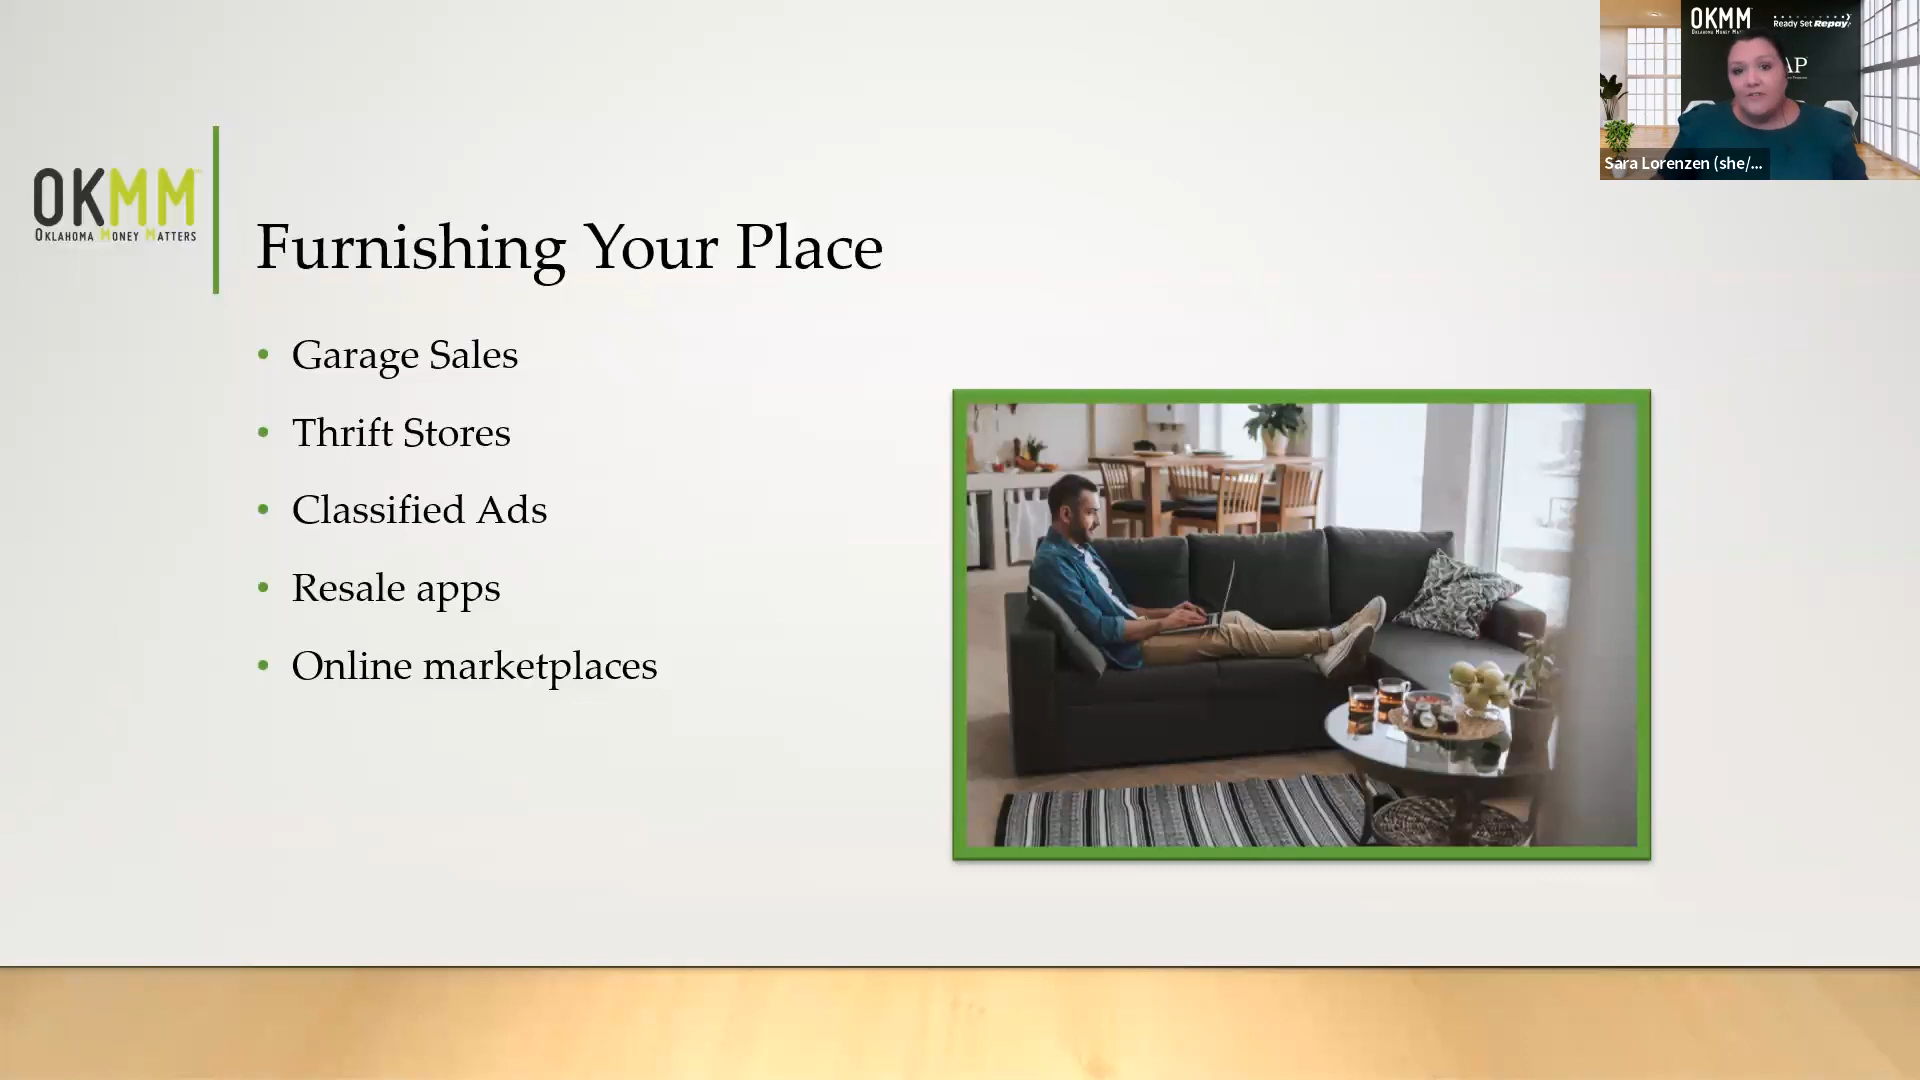 OKMM
OKLAHOMA MONEY MATTERS
Furnishing Your Place
• Garage Sales
• Thrift Stores
• Classified Ads
• Resale apps
• Online marketplaces
OKMM
Ready Set Repay
AP
Sara Lorenzen (she/...